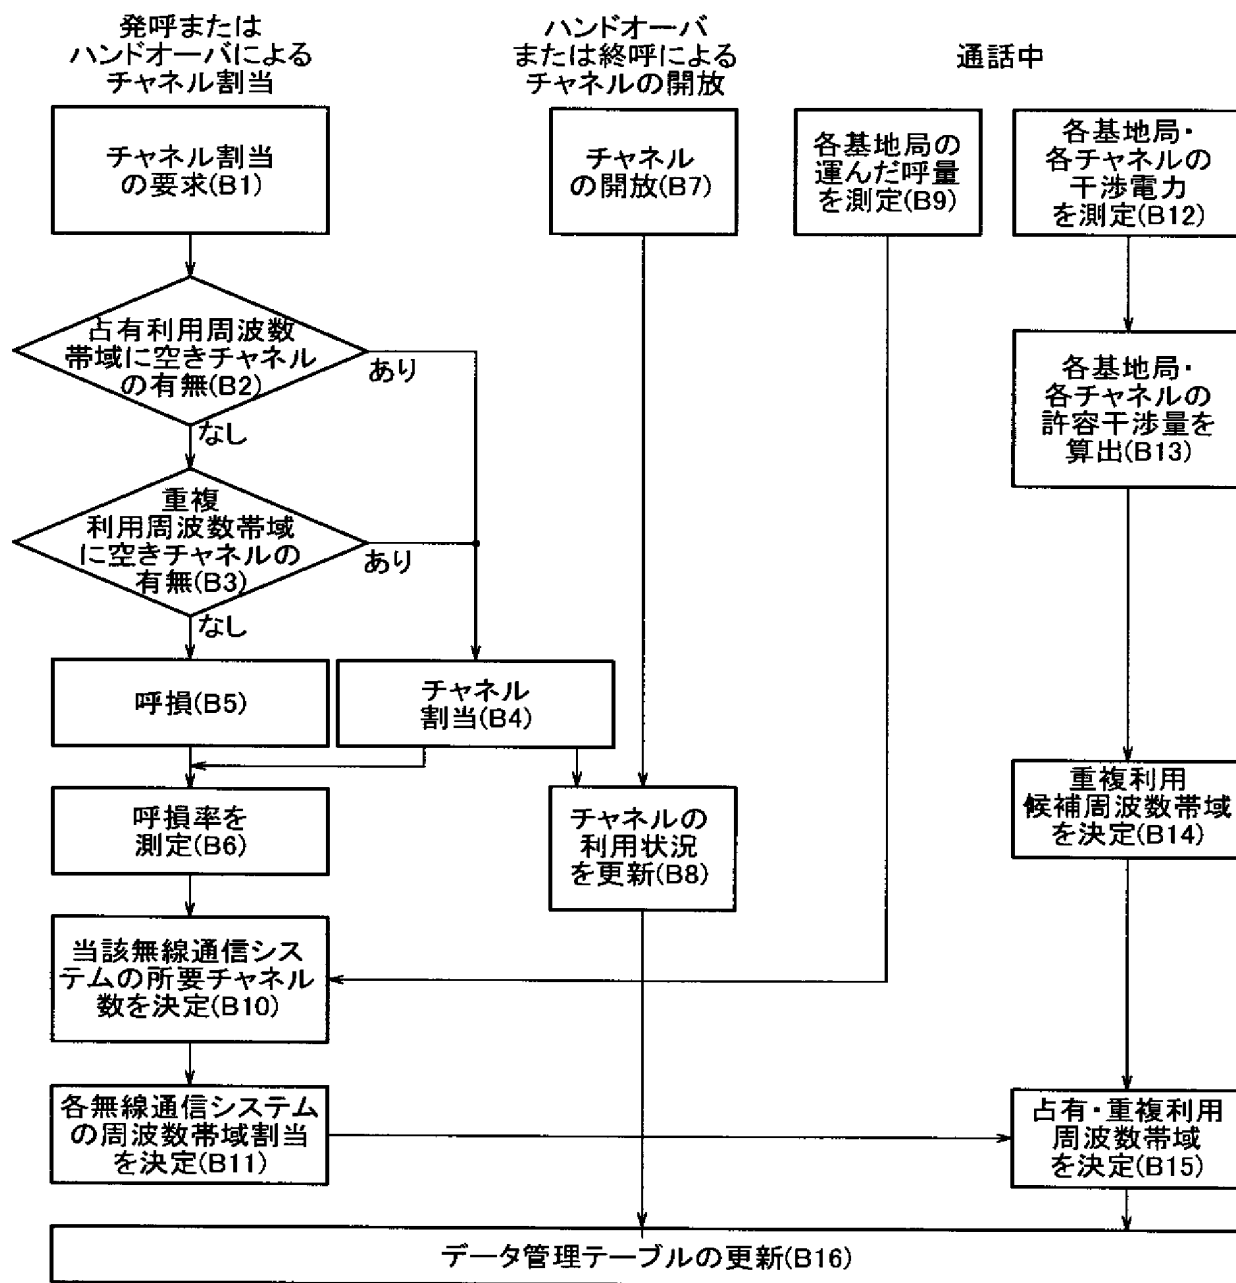 発呼または
ハンドオーバによる
チャネル割当
ハンドオーバ
または終呼による
チャネルの開放
通話中
チャネル割当
の要求(B1)
チャネル
の開放(B7)
各基地局の
運んだ呼量
を測定(B9)
各基地局・
各チャネルの
干渉電力
を測定(B12)
占有利用周波数
帯域に空きチャネル
の有無(B2)
あり
なし
各基地局・
各チャネルの
許容干渉量を
算出(B13)
重複
利用周波数帯域
に空きチャネルの
有無(B3)
あり
なし
呼損(B5)
チャネル
割当(B4)
呼損率を
測定(B6)
チャネルの
利用状況
を更新(B8)
重複利用
候補周波数帯域
を決定(B14)
当該無線通信シス
テムの所要チャネル
数を決定(B10)
各無線通信システム
の周波数帯域割当
を決定(B11)
占有・重複利用
周波数帯域
を決定(B15)
データ管理テーブルの更新(B16)